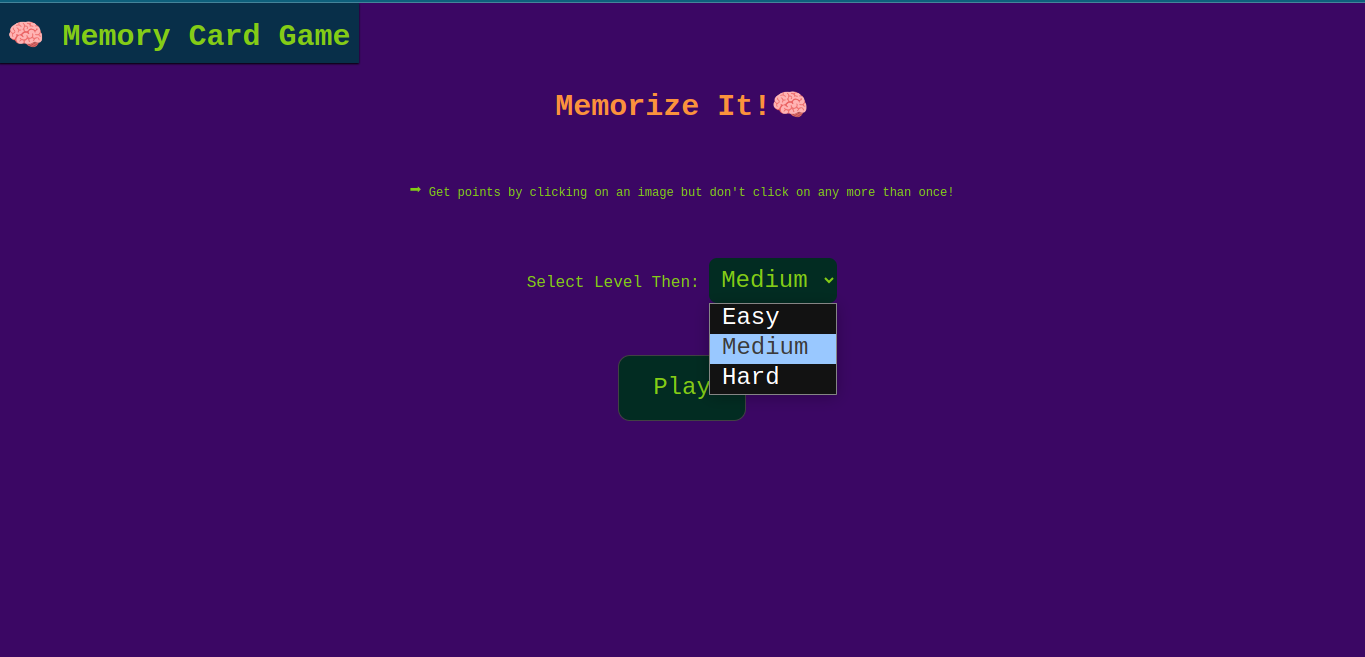 🧠 Memory Card Game
Memorize It!🧠
➡ Get points by clicking on an image but don't click on any more than once!
Select Level Then: Medium
Easy
Medium
Hard
Play